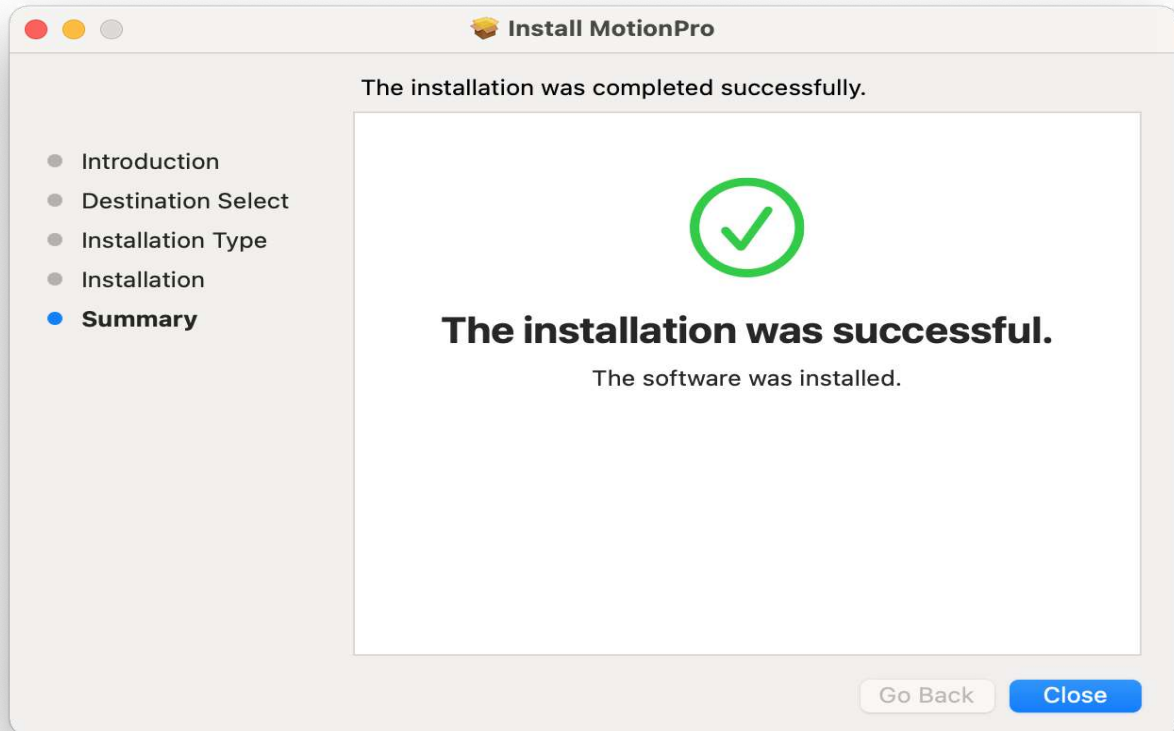 Install MotionPro
The installation was completed successfully.
Introduction
Destination Select
Installation Type
Installation
Summary
The installation was successful.
The software was installed.
Go Back
Close